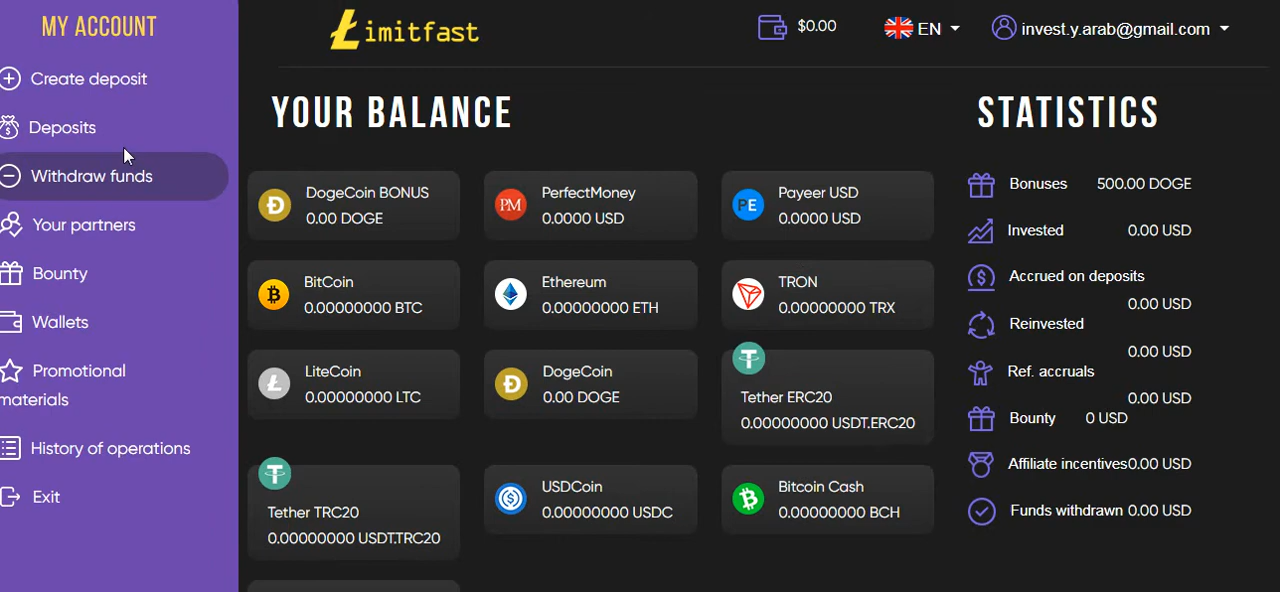 MY ACCOUNT
Create deposit
Deposits
Withdraw funds
Your partners
Bounty
Wallets
Promotional
materials
History of operations
Exit
Łimitfast
$0.00
EN
invest.y.arab@gmail.com
YOUR BALANCE
DogeCoin BONUS
0.00 DOGE
PM
PerfectMoney
0.0000 USD
PE
Payeer USD
0.0000 USD
BitCoin
0.00000000 BTC
Ethereum
0.00000000 ETH
TRON
0.00000000 TRX
LiteCoin
0.00000000 LTC
DogeCoin
0.00 DOGE
Tether ERC20
0.00000000 USDT.ERC20
Tether TRC20
0.00000000 USDT.TRC20
USDCoin
0.00000000 USDC
Bitcoin Cash
0.00000000 BCH
STATISTICS
Bonuses 500.00 DOGE
Invested 0.00 USD
Accrued on deposits
0.00 USD
Reinvested
0.00 USD
Ref. accruals
0.00 USD
Bounty 0 USD
Affiliate incentives0.00 USD
Funds withdrawn 0.00 USD